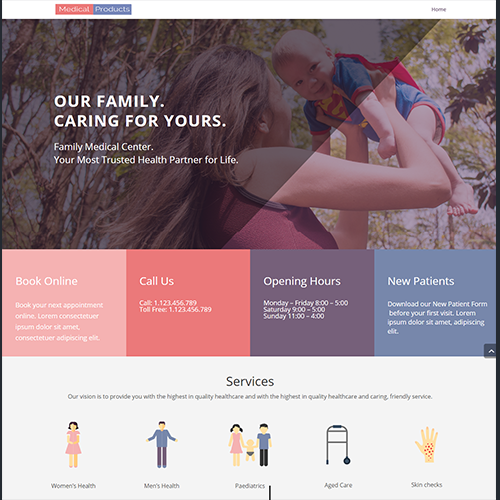 Medical Products
Home
OUR FAMILY.
CARING FOR YOURS.
Family Medical Center.
Your Most Trusted Health Partner for Life.
Book Online
Book your next appointment
online. Lorem consectetuer
ipsum dolor sit amet,
consectetuer adipiscing elit.
Call Us
Call: 1.123.456.789
Toll Free: 1.123.456.789
Opening Hours
Monday – Friday 8:00 – 5:00
Saturday 9:00 – 5:00
Sunday 11:00 – 4:00
New Patients
Download our New Patient Form
before your first visit. Lorem
ipsum dolor sit amet, adipiscing
elit.
Services
Our vision is to provide you with the highest in quality healthcare and with the highest in quality healthcare and caring, friendly service.
Women's Health
Men's Health
Paediatrics
Aged Care
Skin checks